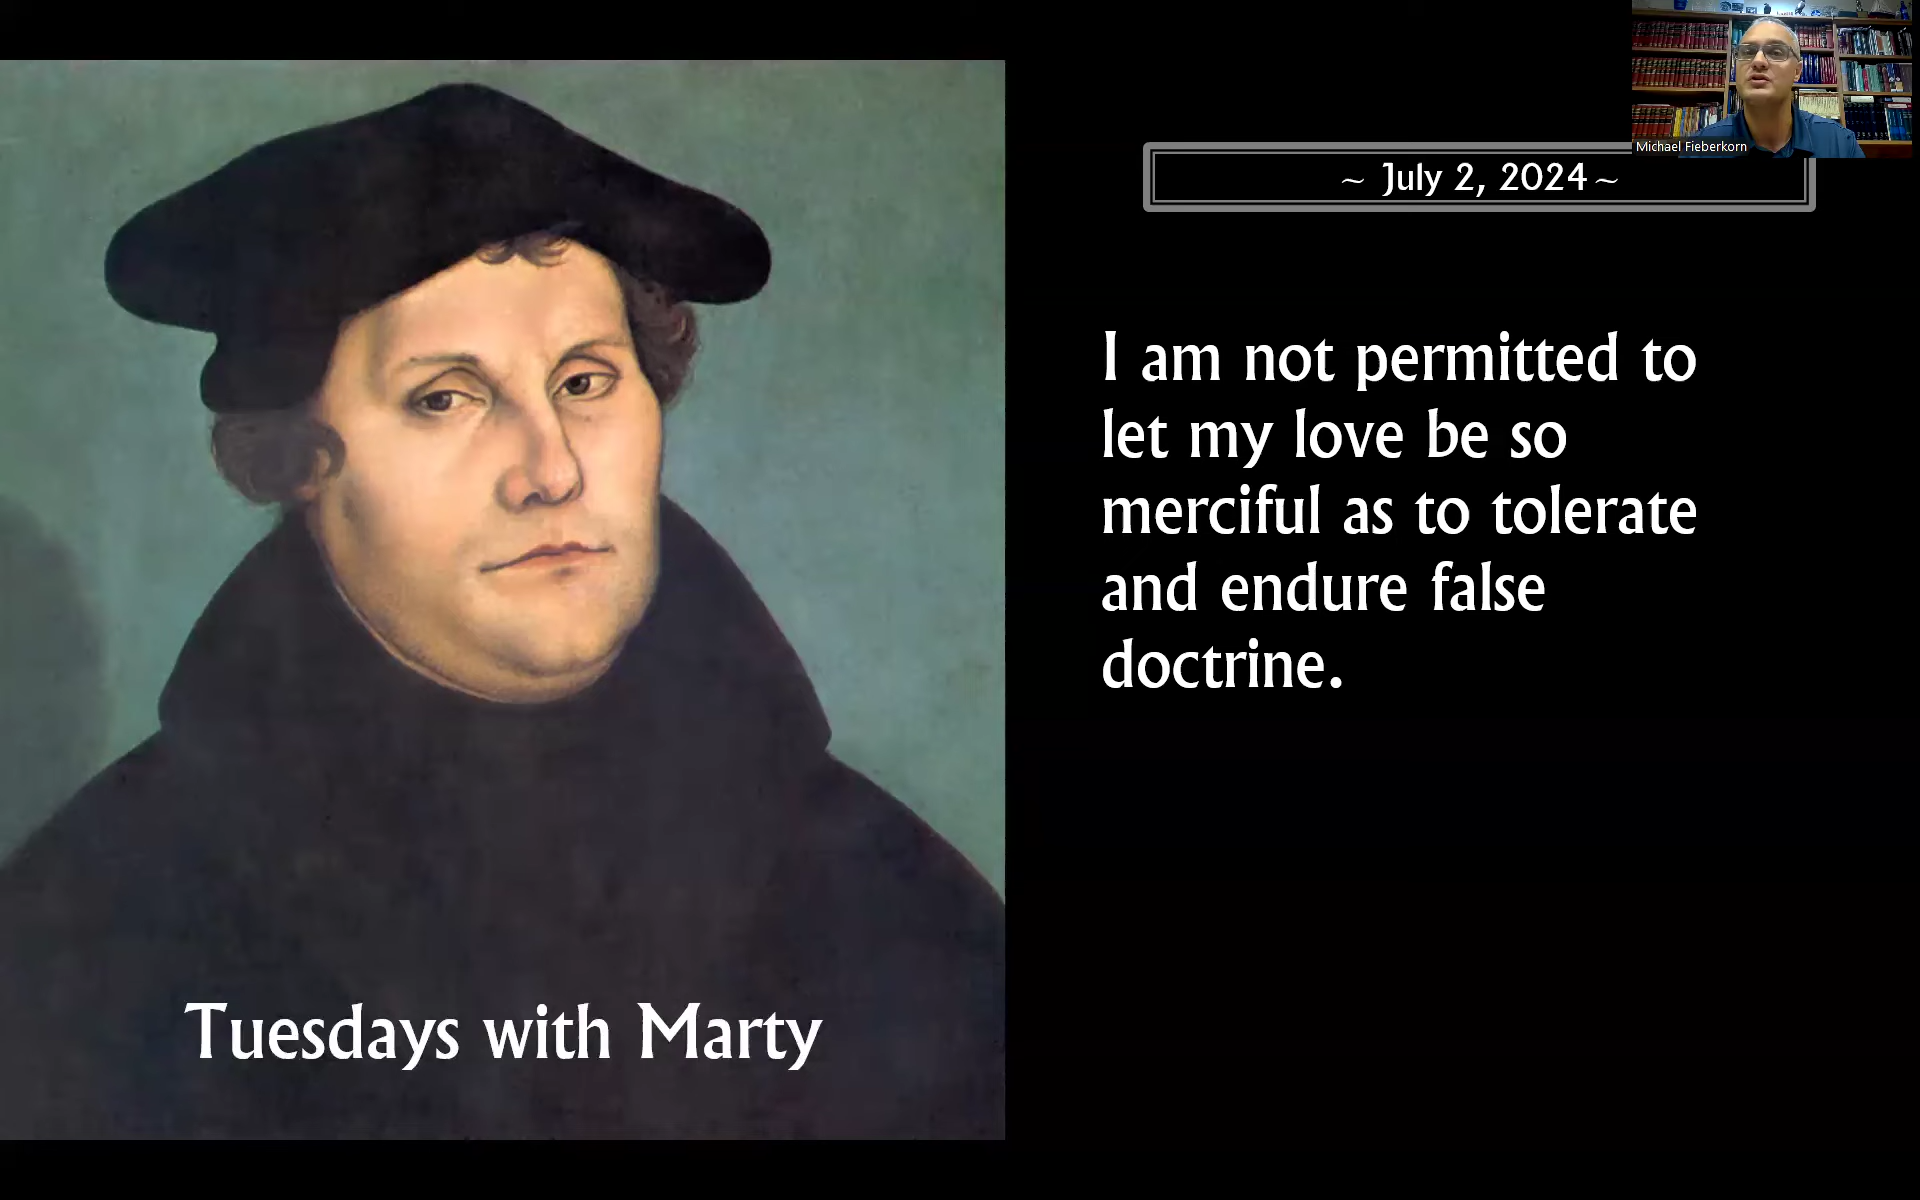 Michael Fieberkorn
~ July 2, 2024 ~
I am not permitted to
let my love be so
merciful as to tolerate
and endure false
doctrine.
Tuesdays with Marty